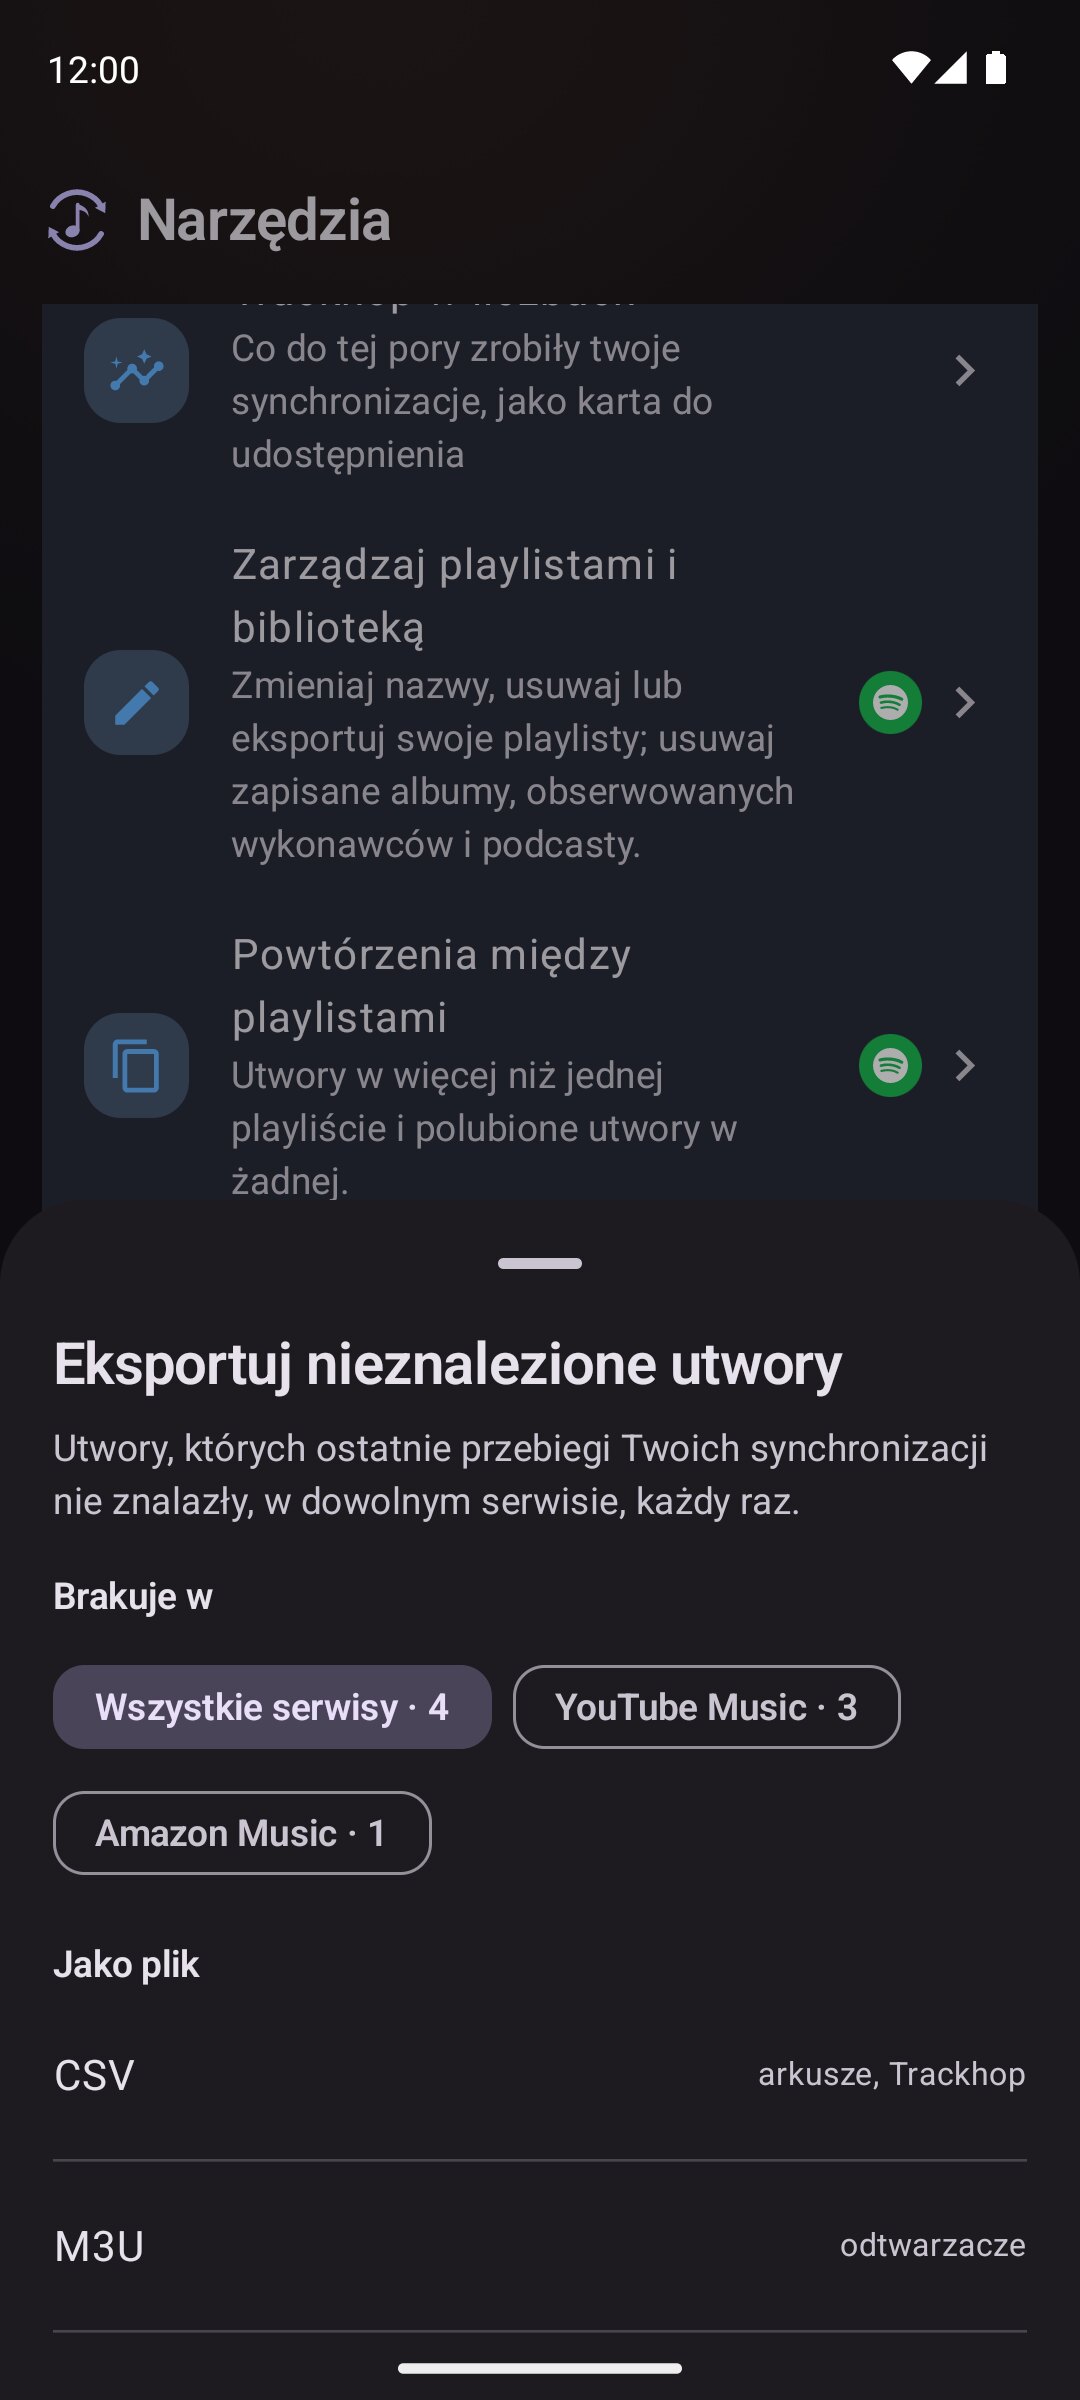 12:00
Narzędzia
Co do tej pory zrobiły twoje
synchronizacje, jako karta do
udostępnienia
Zarządzaj playlistami i
biblioteką
Zmieniaj nazwy, usuwaj lub
eksportuj swoje playlisty; usuwaj
zapisane albumy, obserwowanych
wykonawców i podcasty.
Powtórzenia między
playlistami
Utwory w więcej niż jednej
playliście i polubione utwory w
żadnej.
Eksportuj nieznalezione utwory
Utwory, których ostatnie przebiegi Twoich synchronizacji
nie znalazły, w dowolnym serwisie, każdy raz.
Brakuje w
Wszystkie serwisy · 4
YouTube Music · 3
Amazon Music · 1
Jako plik
CSV
arkusze, Trackhop
M3U
odtwarzacze